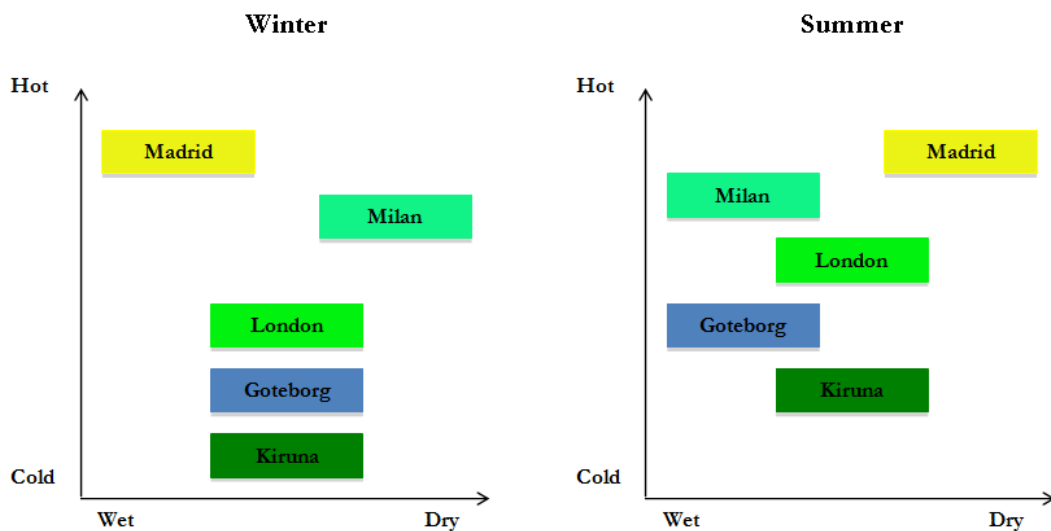 Winter
Hot
Madrid
Milan
London
Goteborg
Kiruna
Cold
Wet
Dry
Summer
Hot
Madrid
Milan
London
Goteborg
Kiruna
Cold
Wet
Dry